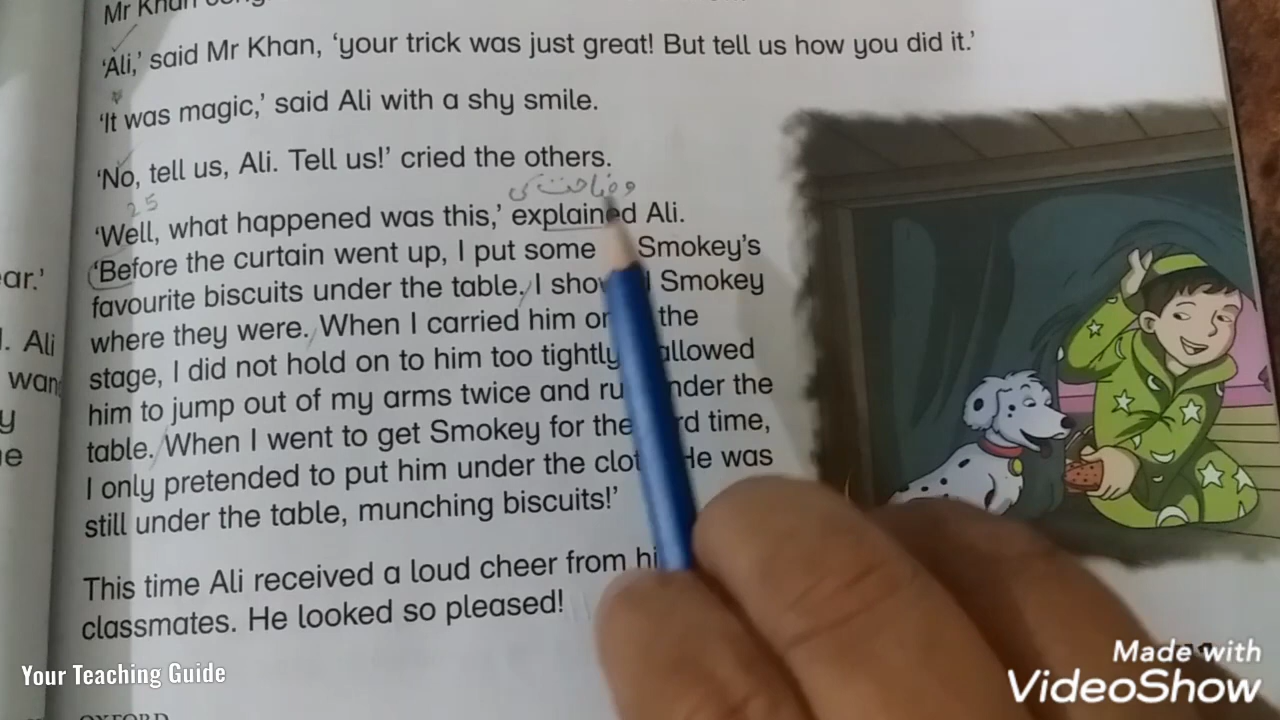 Mr Khan
'Ali,' said Mr Khan, 'your trick was just great! But tell us how you did it.'
'It was magic,' said Ali with a shy smile.
'No, tell us, Ali. Tell us!' cried the others.
وضاحت کی
25
'Well, what happened was this,' explained Ali.
'Before the curtain went up, I put some Smokey's
favourite biscuits under the table. I Smokey
where they were. When I carried him the
stage, I did not hold on to him too tightly allowed
him to jump out of my arms twice and the
table. When I went to get Smokey for the time,
I only pretended to put him under the He was
still under the table, munching biscuits!'
This time Ali received a loud cheer from
classmates. He looked so pleased!
ear.'
Ali
Your Teaching Guide
OXFORD
Made with
VideoShow